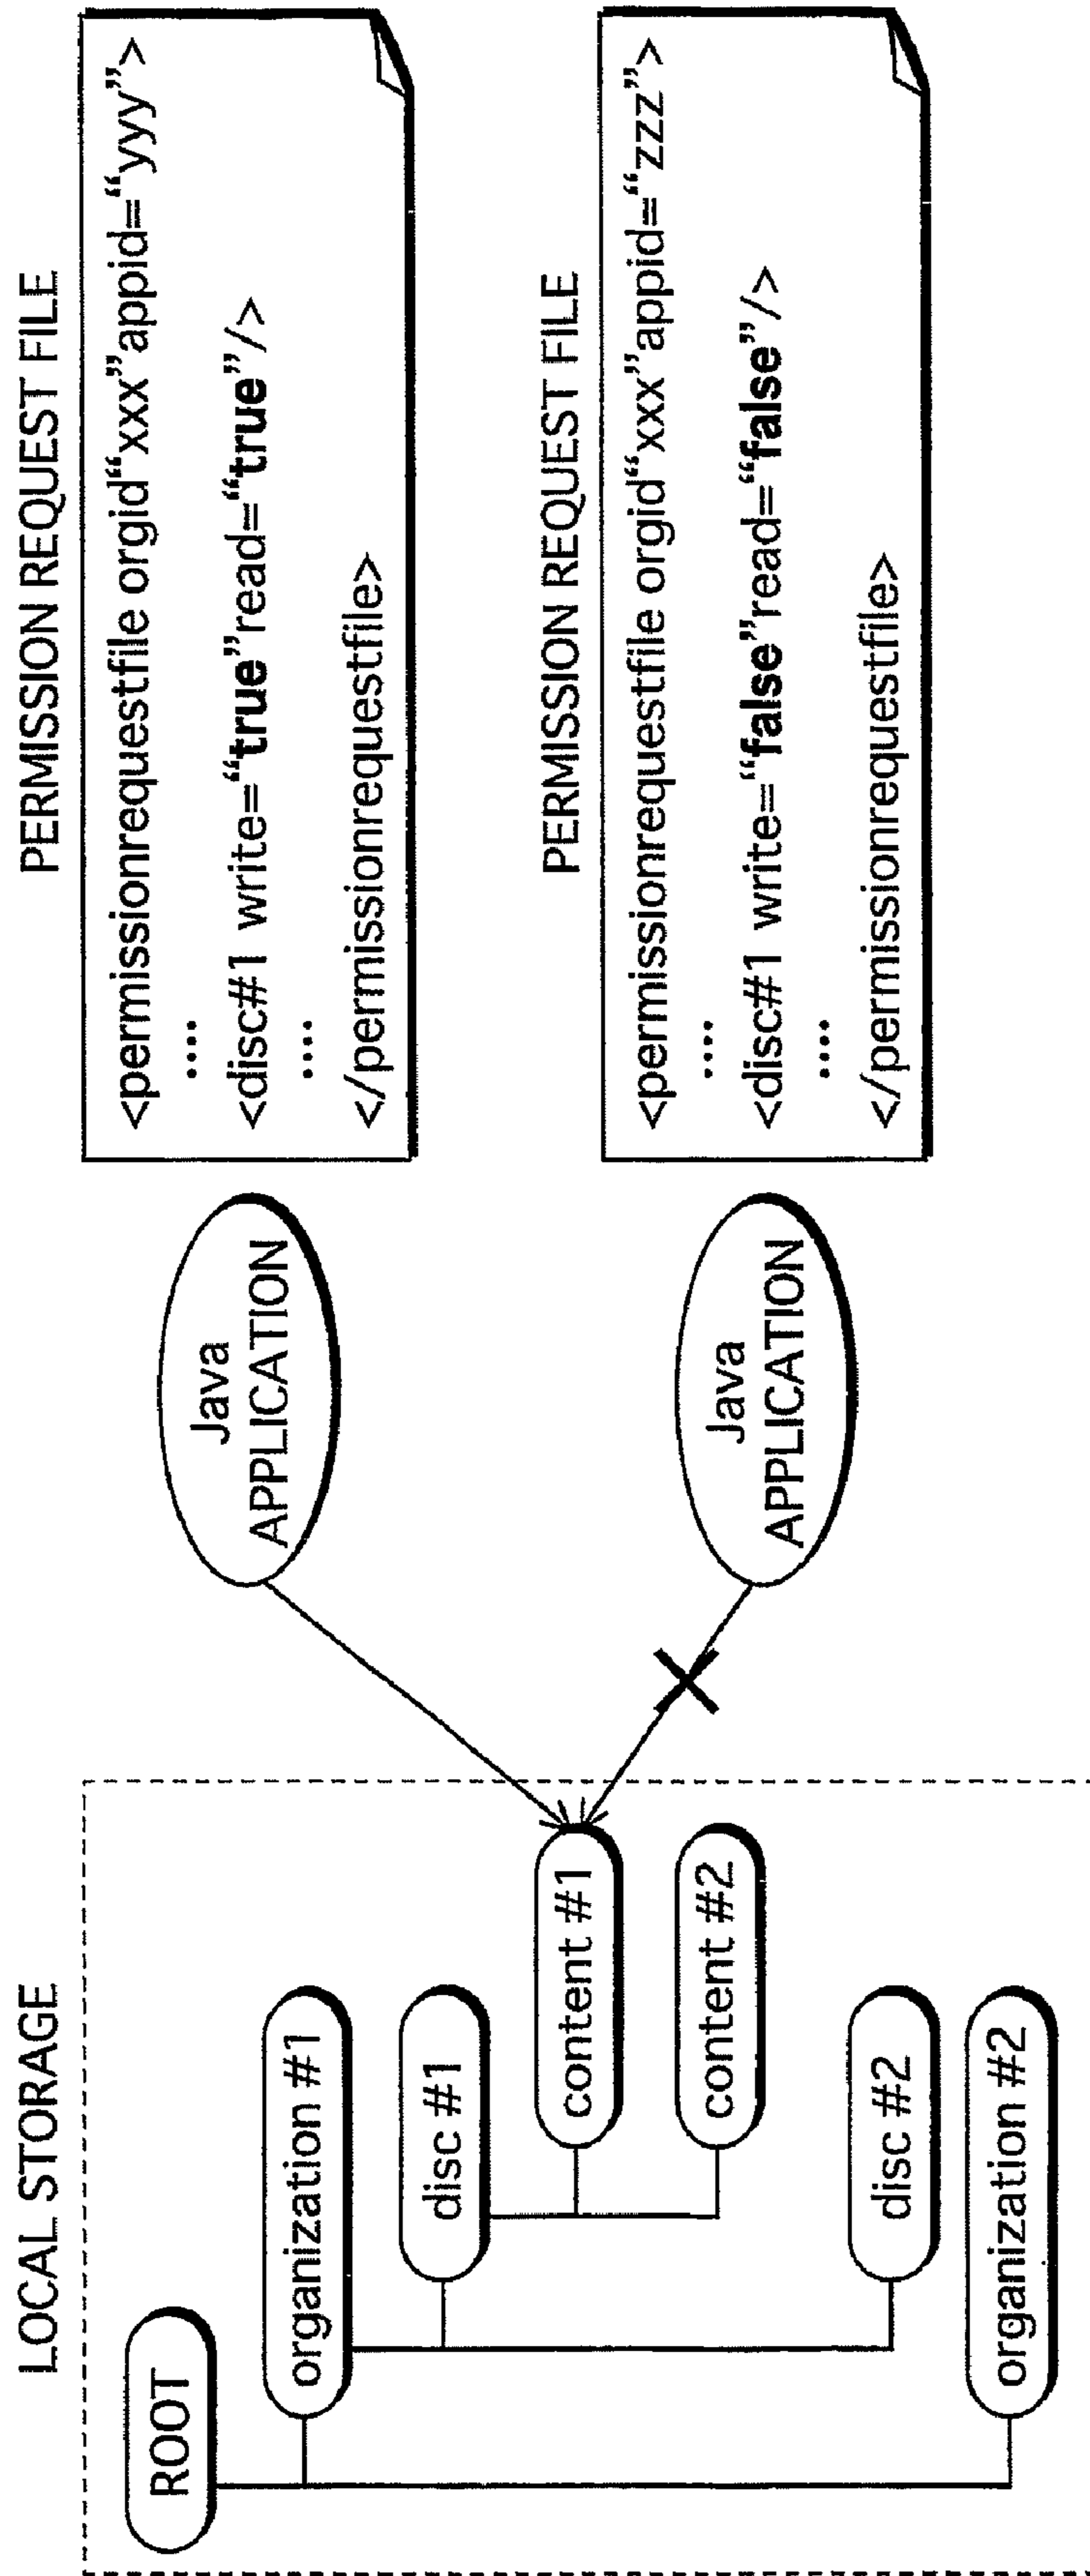 LOCAL STORAGE
ROOT
organization #1
disc #1
content #1
content #2
disc #2
organization #2
Java
APPLICATION
Java
APPLICATION
PERMISSION REQUEST FILE
<permissionrequestfile orgid“xxx”appid=“yyy”>
....
<disc#1 write=“true”read=“true”/>
....
</permissionrequestfile>
PERMISSION REQUEST FILE
<permissionrequestfile orgid“xxx”appid=“zzz”>
....
<disc#1 write=“false”read=“false”/>
....
</permissionrequestfile>